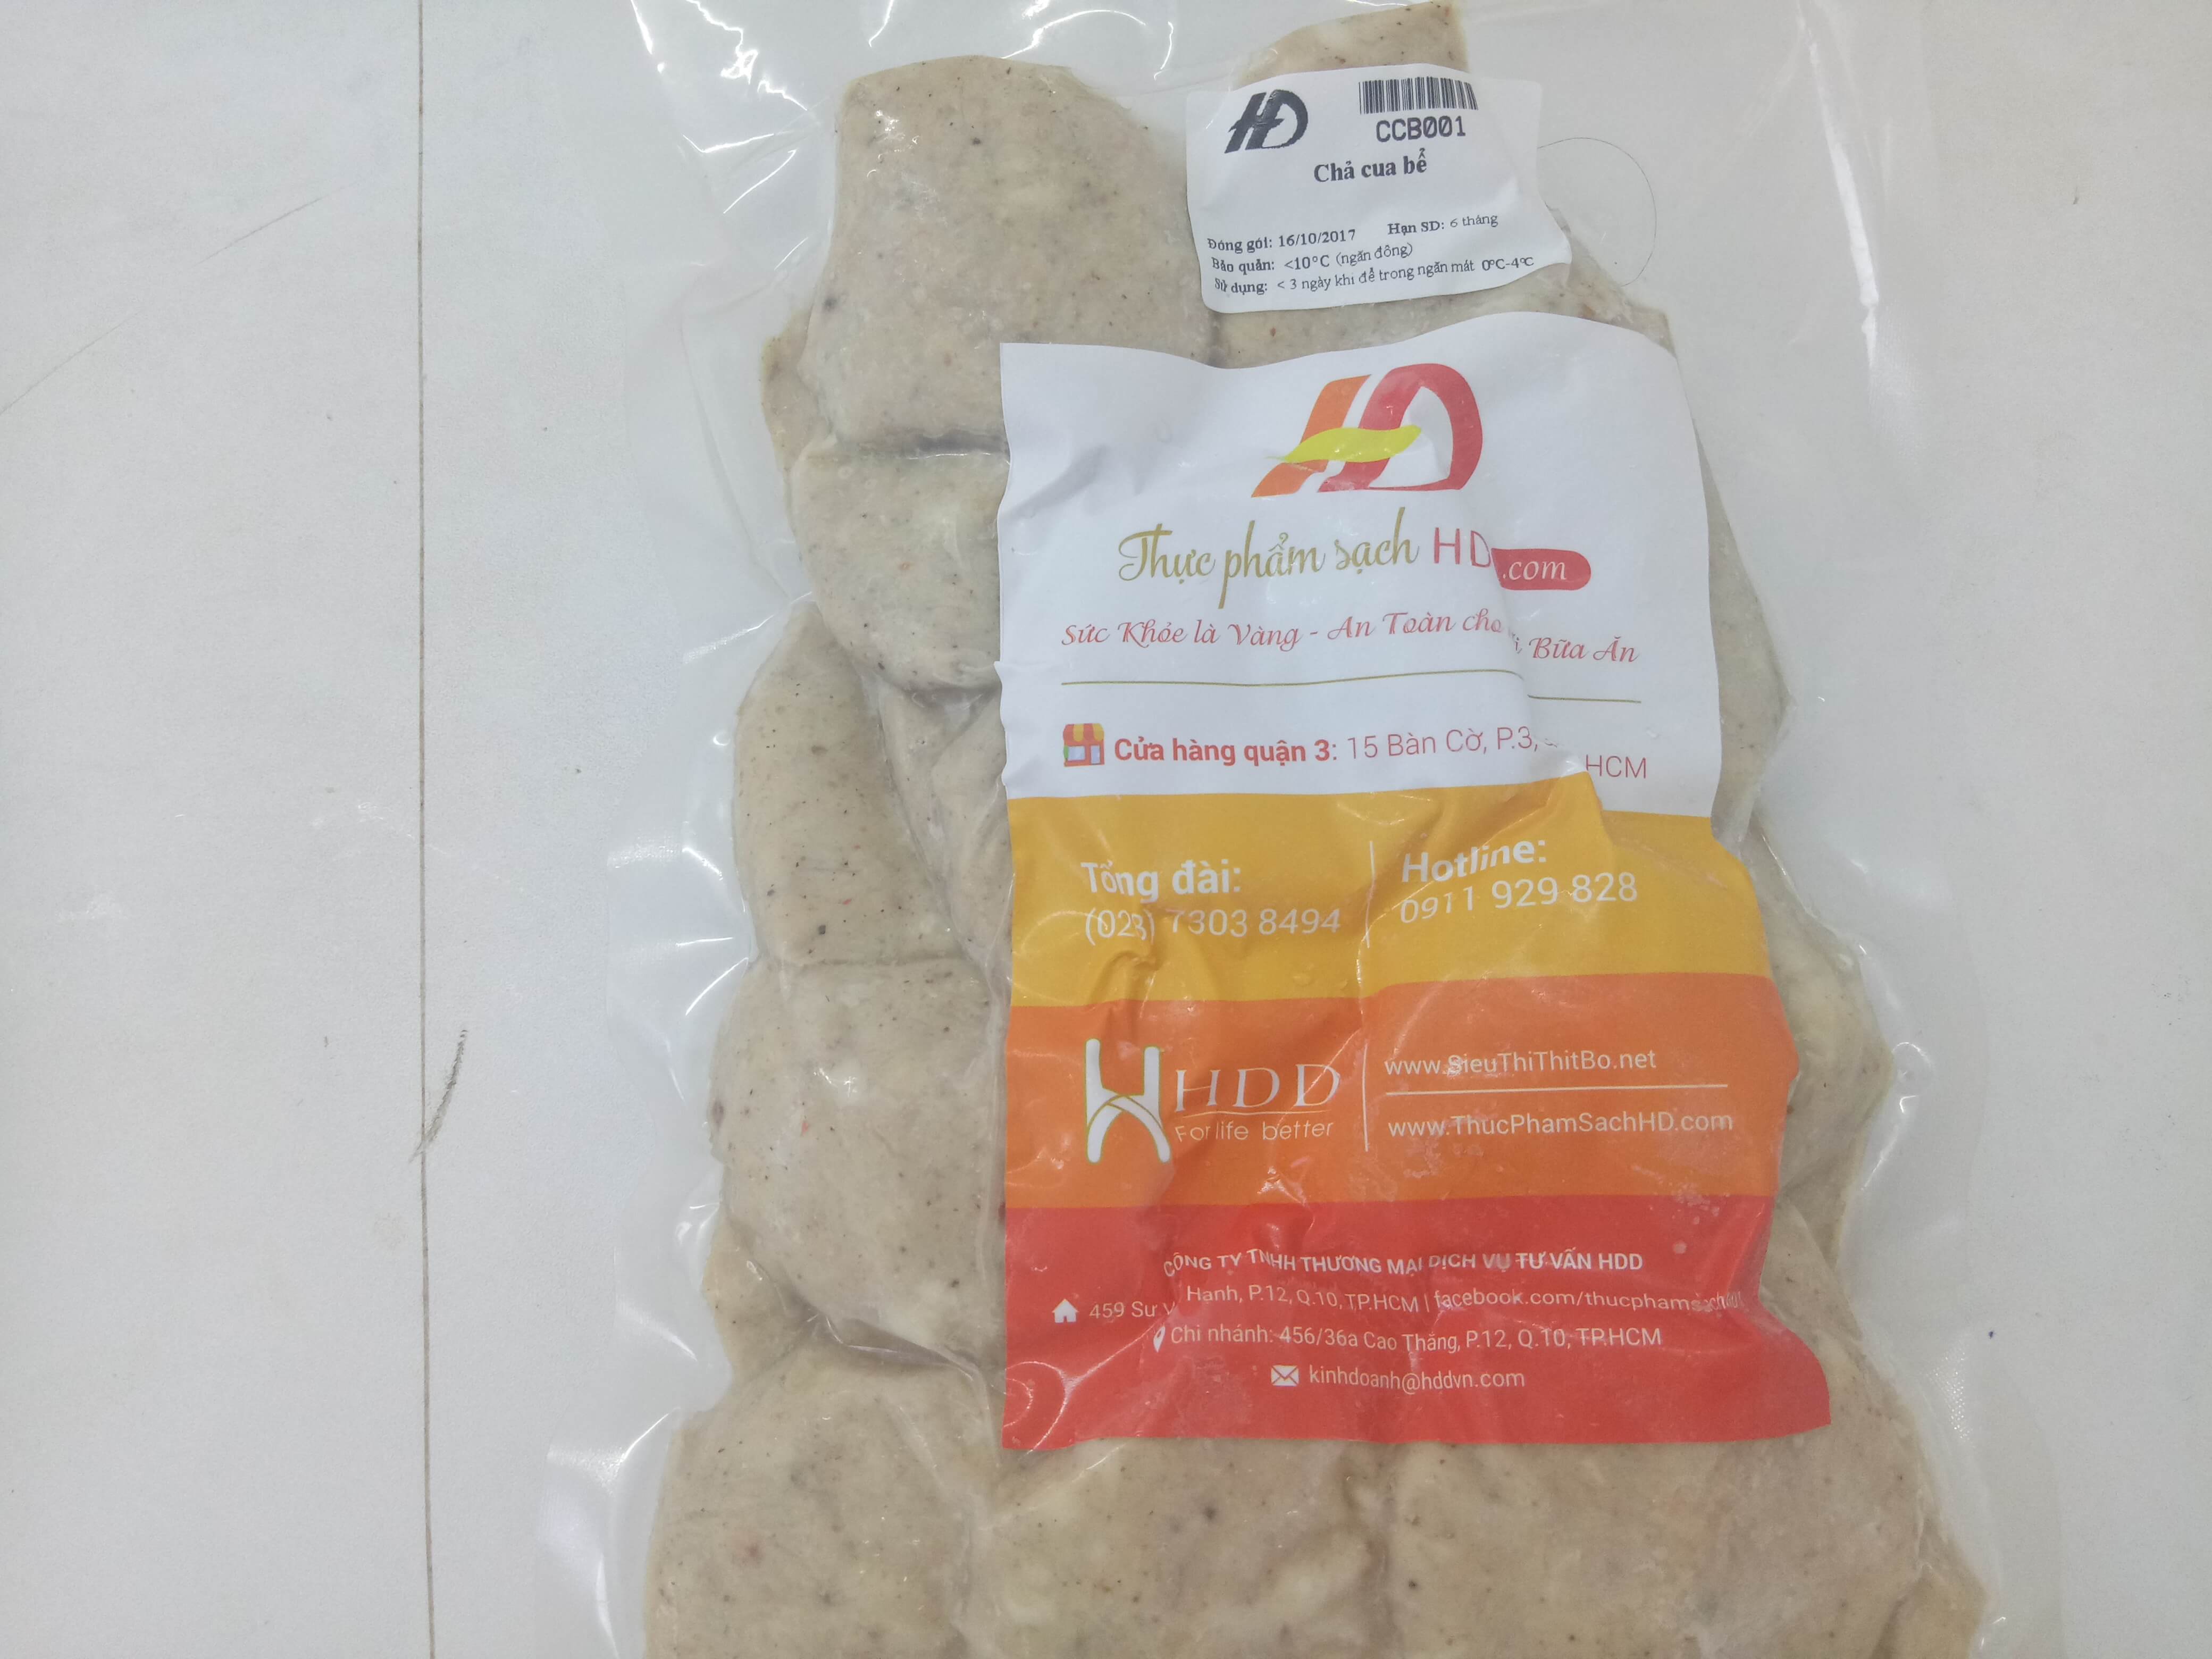 HD
CCB001
Chả cua bể
Đóng gói: 16/10/2017 Hạn SD: 6 tháng
Bảo quản: <10°C (ngăn đông)
Sử dụng: < 3 ngày khi để trong ngăn mát 0°C-4°C
HD
Thực phẩm sạch HD.com
Sức Khỏe là Vàng - An Toàn cho Bữa Ăn
Cửa hàng quận 3: 15 Bàn Cờ, P.3, HCM
Tổng đài: Hotline:
(023) 7303 8494 0911 929 828
HDD
For life better
www.SieuThiThitBo.net
www.ThucPhamSachHD.com
CÔNG TY TNHH THƯƠNG MẠI DỊCH VỤ TƯ VẤN HDD
459 Sư Hạnh, P.12, Q.10, TP.HCM |
Chi nhánh: 456/36a Cao Thắng, P.12, Q.10, TP.HCM
kinhdoanh@hddvn.com